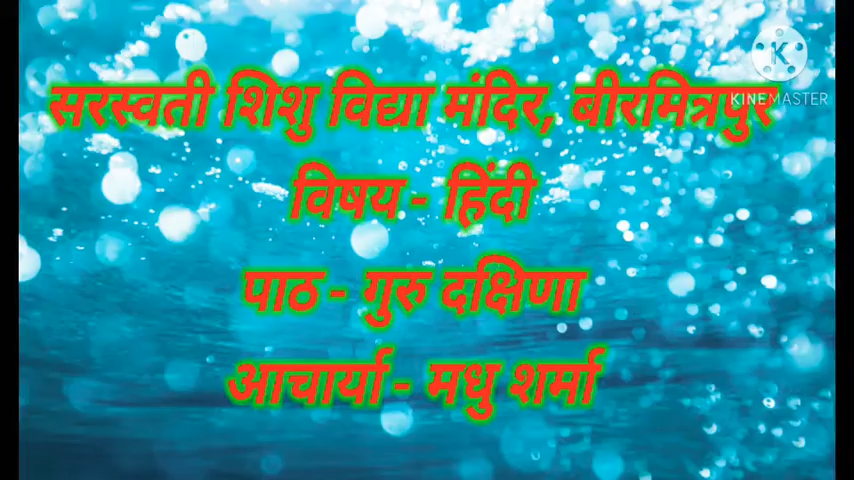 सरस्वती शिशु विद्या मंदिर, बीरमित्रपुर
K
KINEMASTER
विषय - हिंदी
पाठ - गुरु दक्षिणा
आचार्या - मधु शर्मा